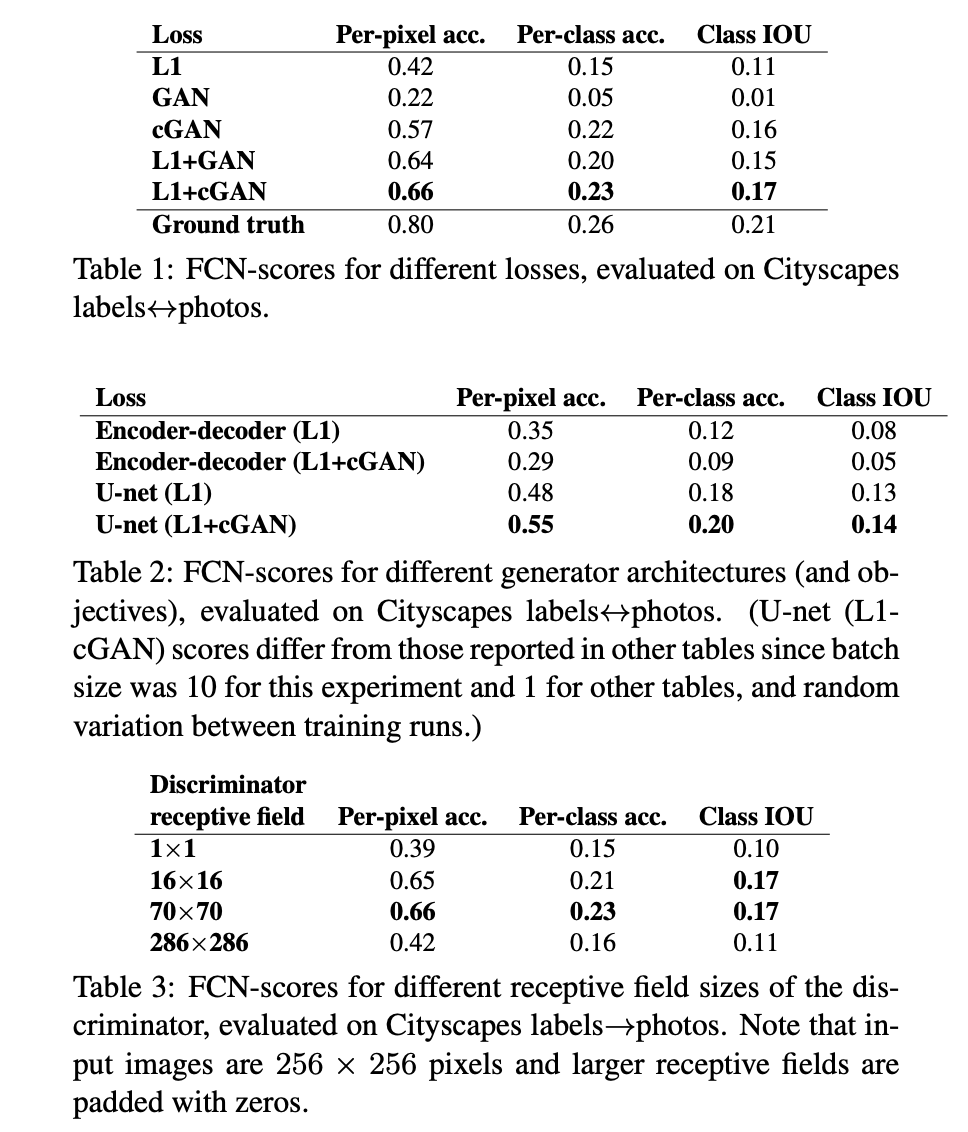 Loss Per-pixel acc. Per-class acc. Class IOU
L1 0.42 0.15 0.11
GAN 0.22 0.05 0.01
cGAN 0.57 0.22 0.16
L1+GAN 0.64 0.20 0.15
L1+cGAN 0.66 0.23 0.17
Ground truth 0.80 0.26 0.21
Table 1: FCN-scores for different losses, evaluated on Cityscapes
labels↔photos.
Loss Per-pixel acc. Per-class acc. Class IOU
Encoder-decoder (L1) 0.35 0.12 0.08
Encoder-decoder (L1+cGAN) 0.29 0.09 0.05
U-net (L1) 0.48 0.18 0.13
U-net (L1+cGAN) 0.55 0.20 0.14
Table 2: FCN-scores for different generator architectures (and ob-
jectives), evaluated on Cityscapes labels↔photos. (U-net (L1-
cGAN) scores differ from those reported in other tables since batch
size was 10 for this experiment and 1 for other tables, and random
variation between training runs.)
Discriminator
receptive field Per-pixel acc. Per-class acc. Class IOU
1×1 0.39 0.15 0.10
16×16 0.65 0.21 0.17
70×70 0.66 0.23 0.17
286×286 0.42 0.16 0.11
Table 3: FCN-scores for different receptive field sizes of the dis-
criminator, evaluated on Cityscapes labels→photos. Note that in-
put images are 256 × 256 pixels and larger receptive fields are
padded with zeros.